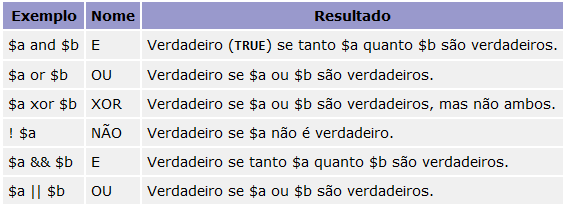 Exemplo Nome Resultado
$a and $b E Verdadeiro (TRUE) se tanto $a quanto $b são verdadeiros.
$a or $b OU Verdadeiro se $a ou $b são verdadeiros.
$a xor $b XOR Verdadeiro se $a ou $b são verdadeiros, mas não ambos.
! $a NÃO Verdadeiro se $a não é verdadeiro.
$a && $b E Verdadeiro se tanto $a quanto $b são verdadeiros.
$a || $b OU Verdadeiro se $a ou $b são verdadeiros.